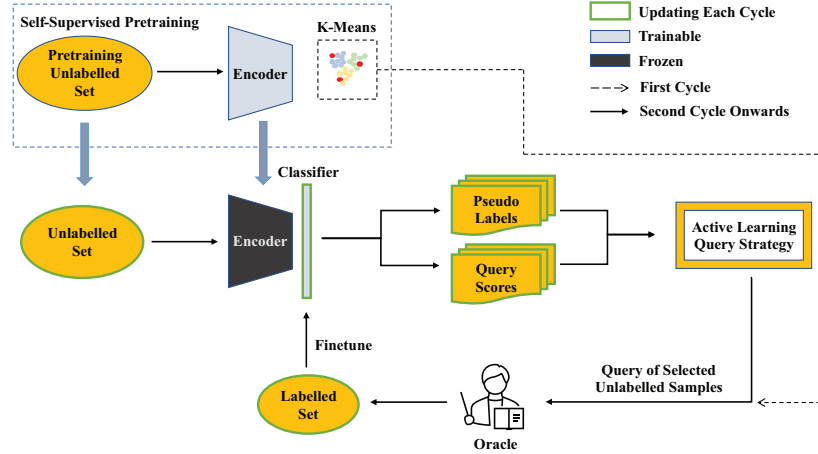 Self-Supervised Pretraining
Pretraining
Unlabelled
Set
Encoder
K-Means
Updating Each Cycle
Trainable
Frozen
First Cycle
Second Cycle Onwards
Classifier
Unlabelled
Set
Encoder
Pseudo
Labels
Query
Scores
Active Learning
Query Strategy
Finetune
Labelled
Set
Oracle
Query of Selected
Unlabelled Samples